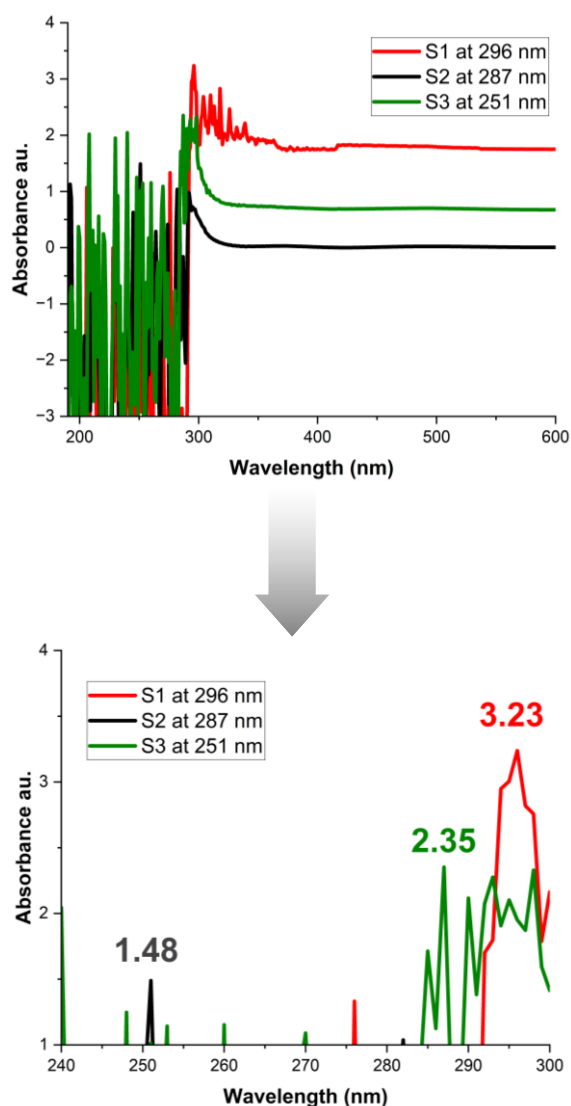 4
3
2
1
0
−1
−2
−3
Absorbance au.
S1 at 296 nm
S2 at 287 nm
S3 at 251 nm
200 300 400 500 600
Wavelength (nm)
4
3
2
1
Absorbance au.
S1 at 296 nm
S2 at 287 nm
S3 at 251 nm
3.23
2.35
1.48
240 250 260 270 280 290 300
Wavelength (nm)